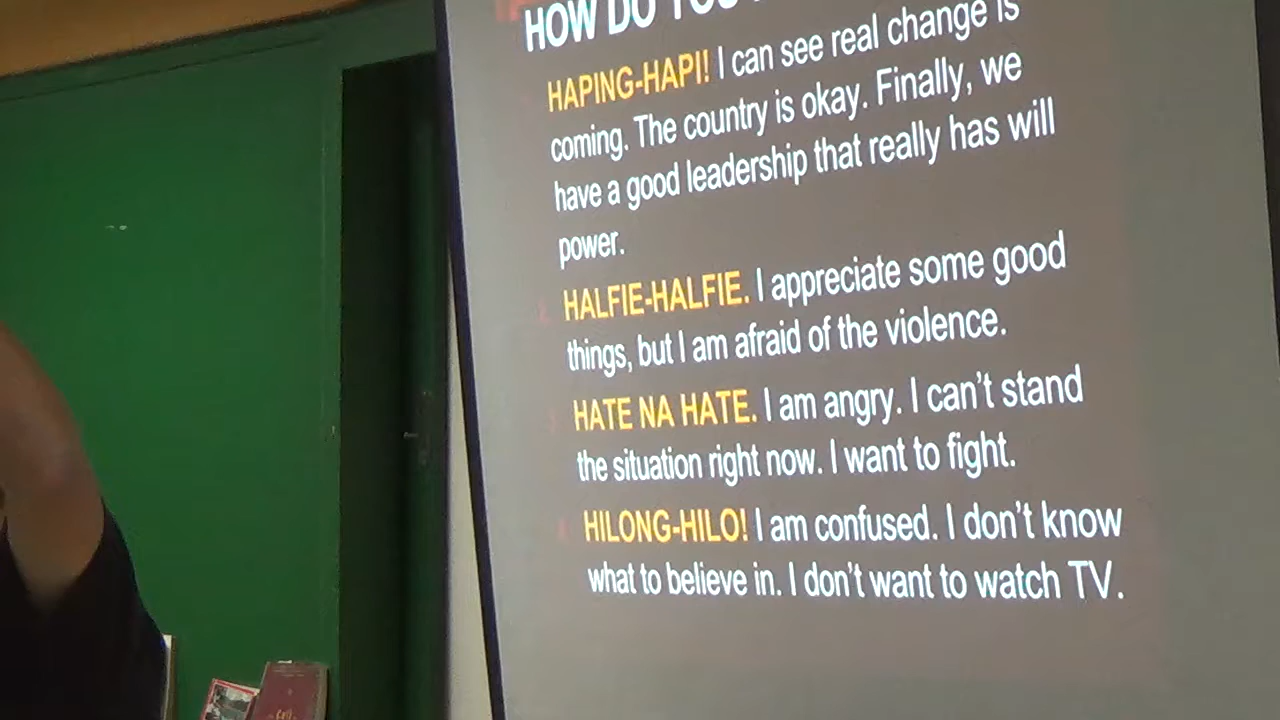 HOW DO YOU
HAPING-HAPI! I can see real change is
coming. The country is okay. Finally, we
have a good leadership that really has will
power.
HALFIE-HALFIE. I appreciate some good
things, but I am afraid of the violence.
HATE NA HATE. I am angry. I can't stand
the situation right now. I want to fight.
HILONG-HILO! I am confused. I don't know
what to believe in. I don't want to watch TV.